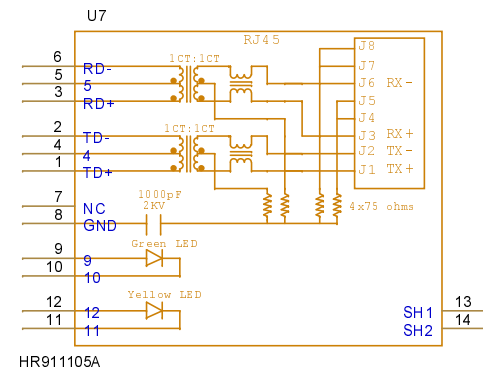 U7
RJ45
J8
6 RD- 1CT:1CT J7
5 5 J6 RX-
3 RD+ J5
J4
2 TD- 1CT:1CT J3 RX+
4 4 J2 TX-
1 TD+ J1 TX+
7 NC 1000pF 4x75 ohms
8 GND 2KV
Green LED
9 9
10 10
Yellow LED
12 12 SH1 13
11 11 SH2 14
HR911105A